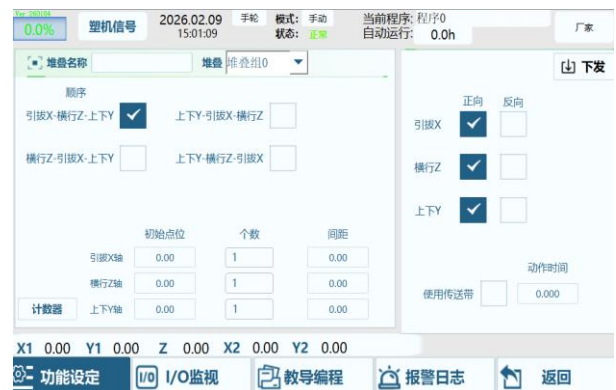 Ver 260104
0.0%
塑机信号
2026.02.09
15:01:09
手轮
模式: 手动
状态: 正常
当前程序: 程序0
自动运行: 0.0h
厂家
堆叠名称
堆叠 堆叠组0
下发
顺序
引拔X-横行Z-上下Y
上下Y-引拔X-横行Z
横行Z-引拔X-上下Y
上下Y-横行Z-引拔X
正向 反向
引拔X
横行Z
上下Y
初始点位 个数 间距
引拔X轴 0.00 1 0.00
横行Z轴 0.00 1 0.00
计数器 上下Y轴 0.00 1 0.00
动作时间
使用传送带 0.000
X1 0.00 Y1 0.00 Z 0.00 X2 0.00 Y2 0.00
功能设定 I/O I/O监视 教导编程 报警日志 返回